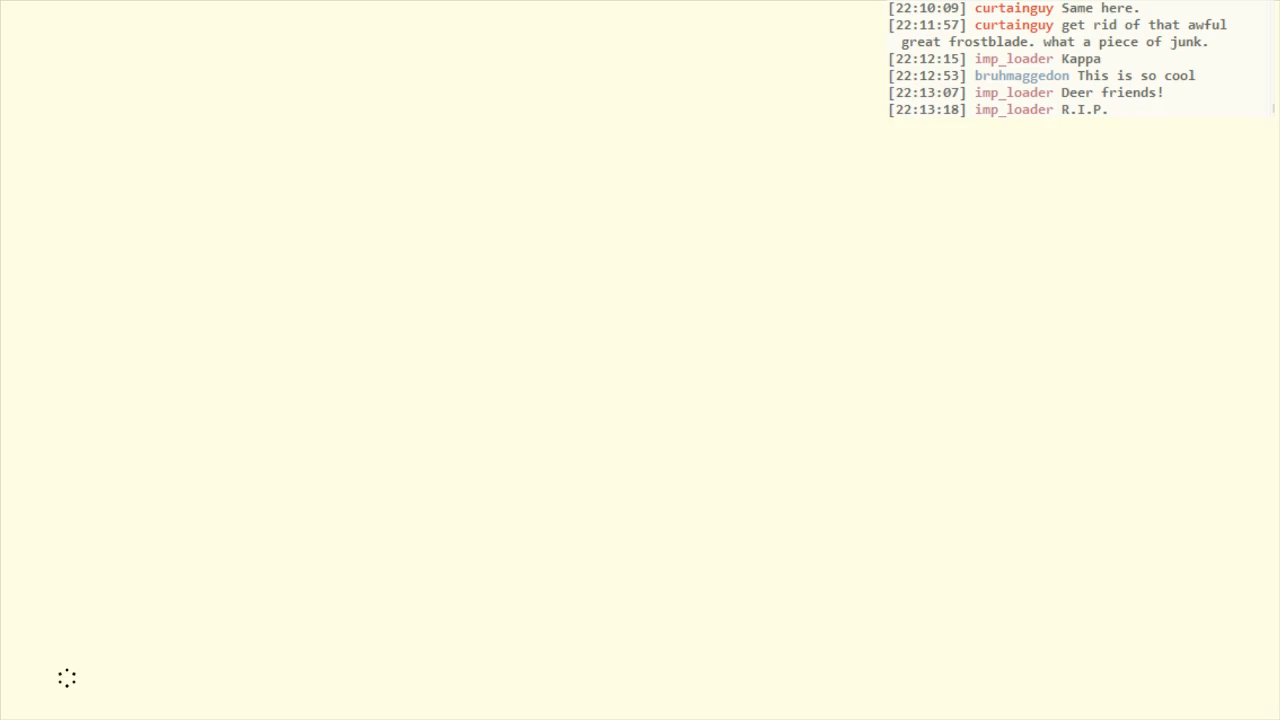 [22:10:09] curtainguy Same here.
[22:11:57] curtainguy get rid of that awful
great frostblade. what a piece of junk.
[22:12:15] imp_loader Kappa
[22:12:53] bruhmaggedon This is so cool
[22:13:07] imp_loader Deer friends!
[22:13:18] imp_loader R.I.P.